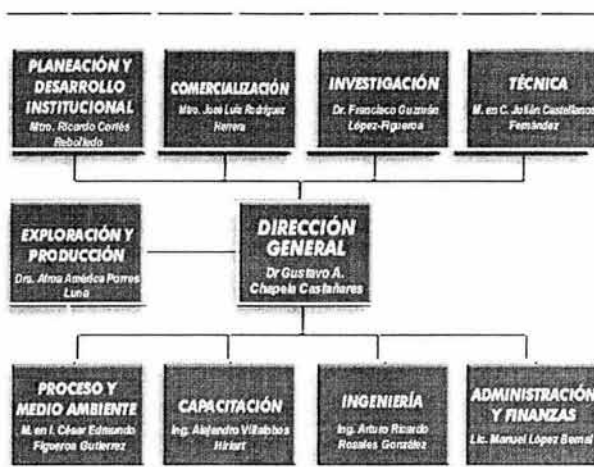 PLANEACIÓN Y
DESARROLLO
INSTITUCIONAL
Mtro. Ricardo Cortés
Rebolledo
COMERCIALIZACIÓN
Mtro. José Luis Rodríguez
Herrera
INVESTIGACIÓN
Dr. Francisco Guzmán
López-Figueroa
TÉCNICA
M. en C. Julián Castellanos
Fernández
EXPLORACIÓN Y
PRODUCCIÓN
Dra. Alma América Porres
Luna
DIRECCIÓN
GENERAL
Dr Gustavo A.
Chapela Castañares
PROCESO Y
MEDIO AMBIENTE
M. en I. César Edmundo
Figueroa Gutierrez
CAPACITACIÓN
Ing. Alejandro Villalobos
Hiriart
INGENIERÍA
Ing. Arturo Ricardo
Rosales González
ADMINISTRACIÓN
Y FINANZAS
Lic. Manuel López Bernal